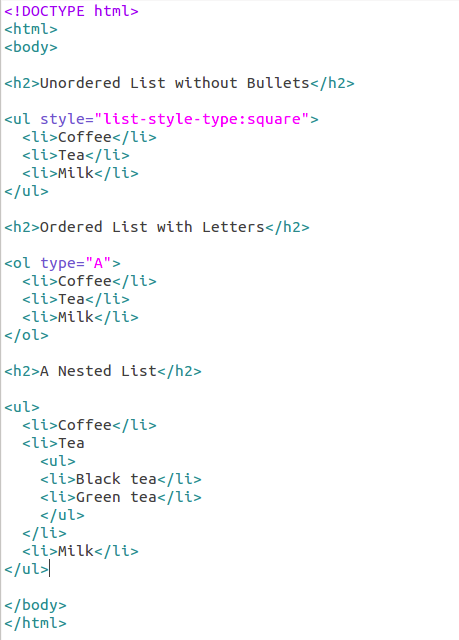 <!DOCTYPE html>
<html>
<body>

<h2>Unordered List without Bullets</h2>

<ul style="list-style-type:square">
  <li>Coffee</li>
  <li>Tea</li>
  <li>Milk</li>
</ul>

<h2>Ordered List with Letters</h2>

<ol type="A">
  <li>Coffee</li>
  <li>Tea</li>
  <li>Milk</li>
</ol>

<h2>A Nested List</h2>

<ul>
  <li>Coffee</li>
  <li>Tea
    <ul>
    <li>Black tea</li>
    <li>Green tea</li>
    </ul>
  </li>
  <li>Milk</li>
</ul>

</body>
</html>